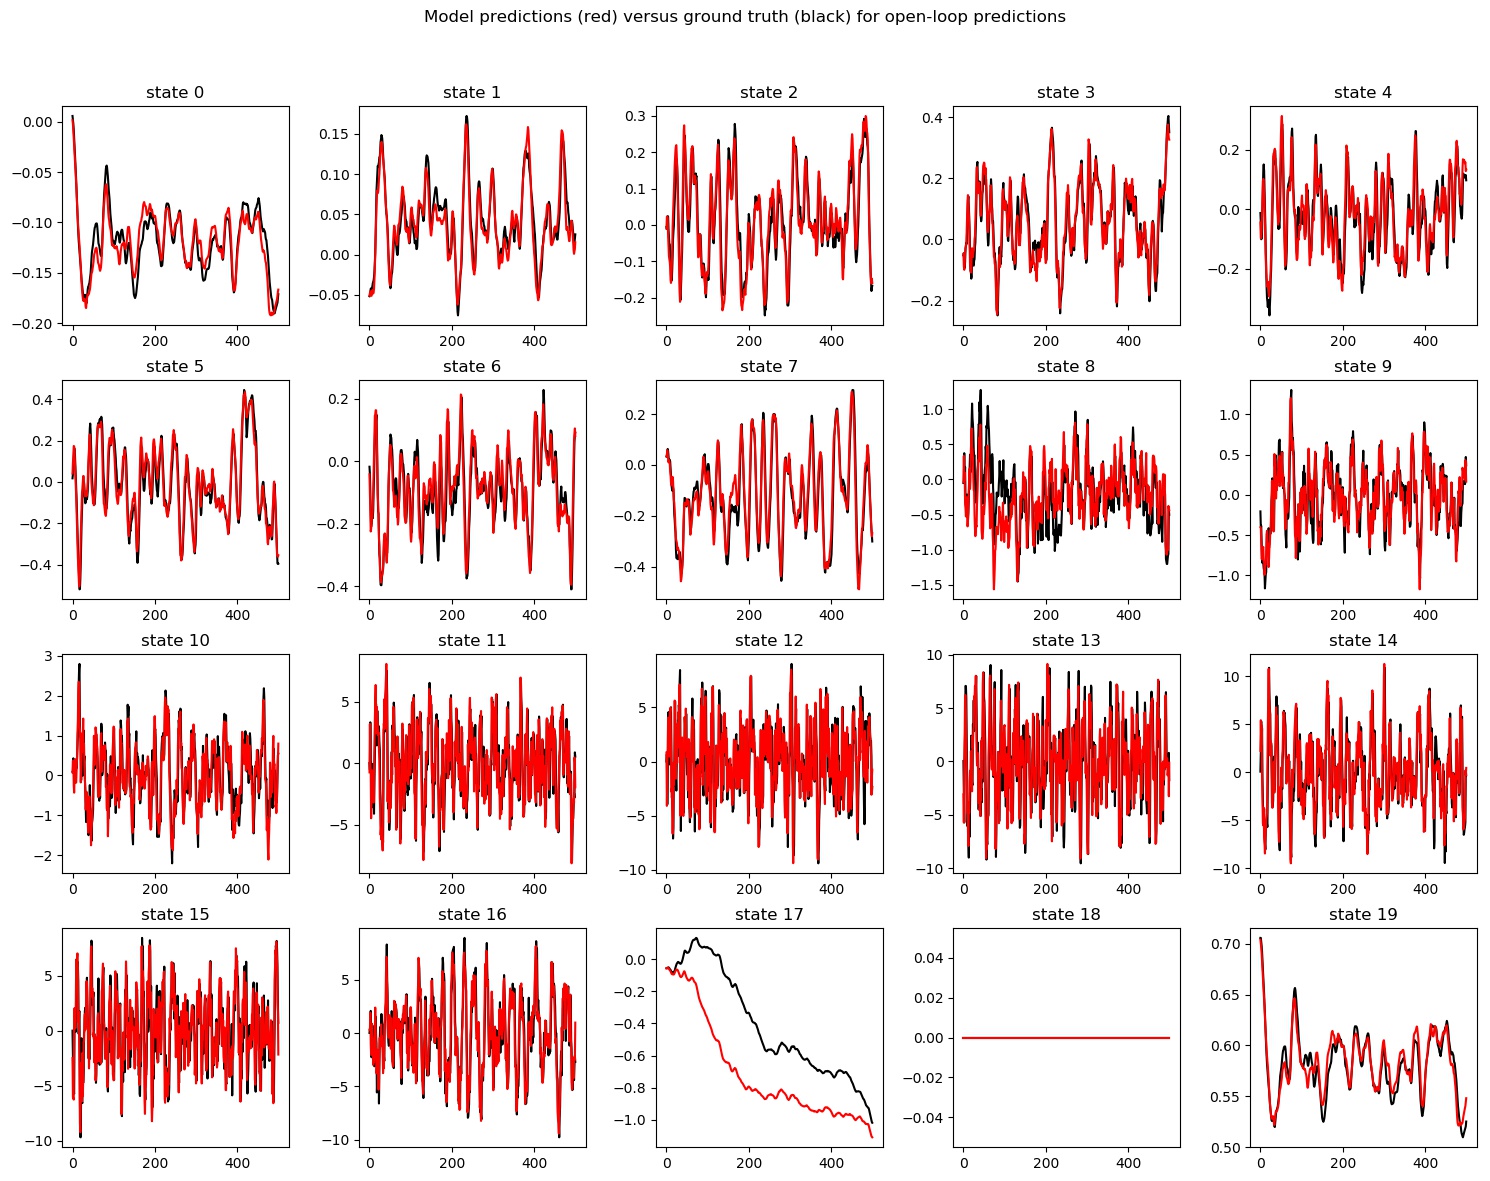 Model predictions (red) versus ground truth (black) for open-loop predictions
state 0 state 1 state 2 state 3 state 4
0.00 −0.05 −0.10 −0.15 −0.20 0 200 400
0.15 0.10 0.05 0.00 −0.05 0 200 400
0.3 0.2 0.1 0.0 −0.1 −0.2 0 200 400
0.4 0.2 0.0 −0.2 0 200 400
0.2 0.0 −0.2 0 200 400
state 5 state 6 state 7 state 8 state 9
0.4 0.2 0.0 −0.2 −0.4 0 200 400
0.2 0.0 −0.2 −0.4 0 200 400
0.2 0.0 −0.2 −0.4 0 200 400
1.0 0.5 0.0 −0.5 −1.0 −1.5 0 200 400
1.0 0.5 0.0 −0.5 −1.0 0 200 400
state 10 state 11 state 12 state 13 state 14
3 2 1 0 −1 −2 0 200 400
5 0 −5 0 200 400
5 0 −5 −10 0 200 400
10 5 0 −5 −10 0 200 400
10 5 0 −5 −10 0 200 400
state 15 state 16 state 17 state 18 state 19
5 0 −5 −10 0 200 400
5 0 −5 −10 0 200 400
0.0 −0.2 −0.4 −0.6 −0.8 −1.0 0 200 400
0.04 0.02 0.00 −0.02 −0.04 0 200 400
0.70 0.65 0.60 0.55 0.50 0 200 400